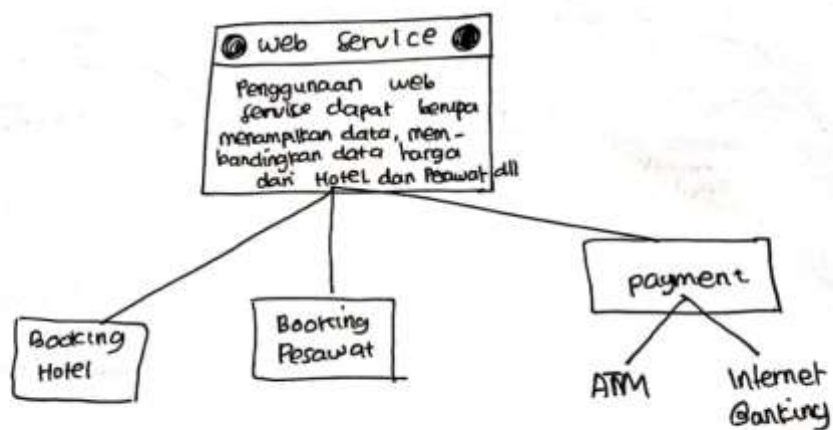 Web Service
Penggunaan web
service dapat berupa
menampilkan data, mem-
bandingkan data harga
dari Hotel dan Pesawat dll
Booking
Hotel
Booking
Pesawat
payment
ATM
Internet
Banking